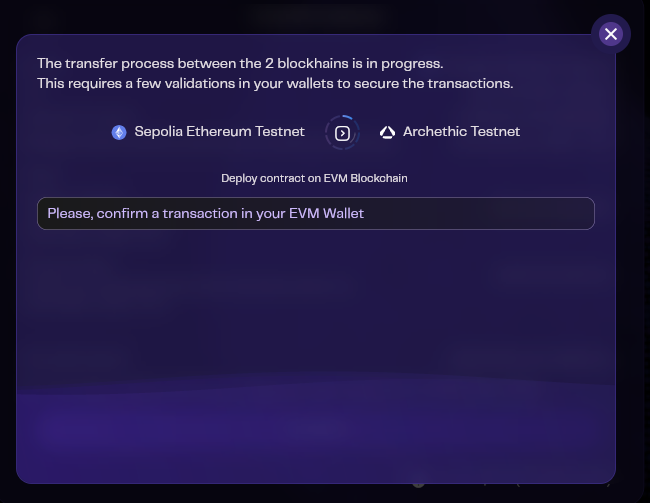 The transfer process between the 2 blockhains is in progress.
This requires a few validations in your wallets to secure the transactions.
Sepolia Ethereum Testnet
Archethic Testnet
Deploy contract on EVM Blockchain
Please, confirm a transaction in your EVM Wallet